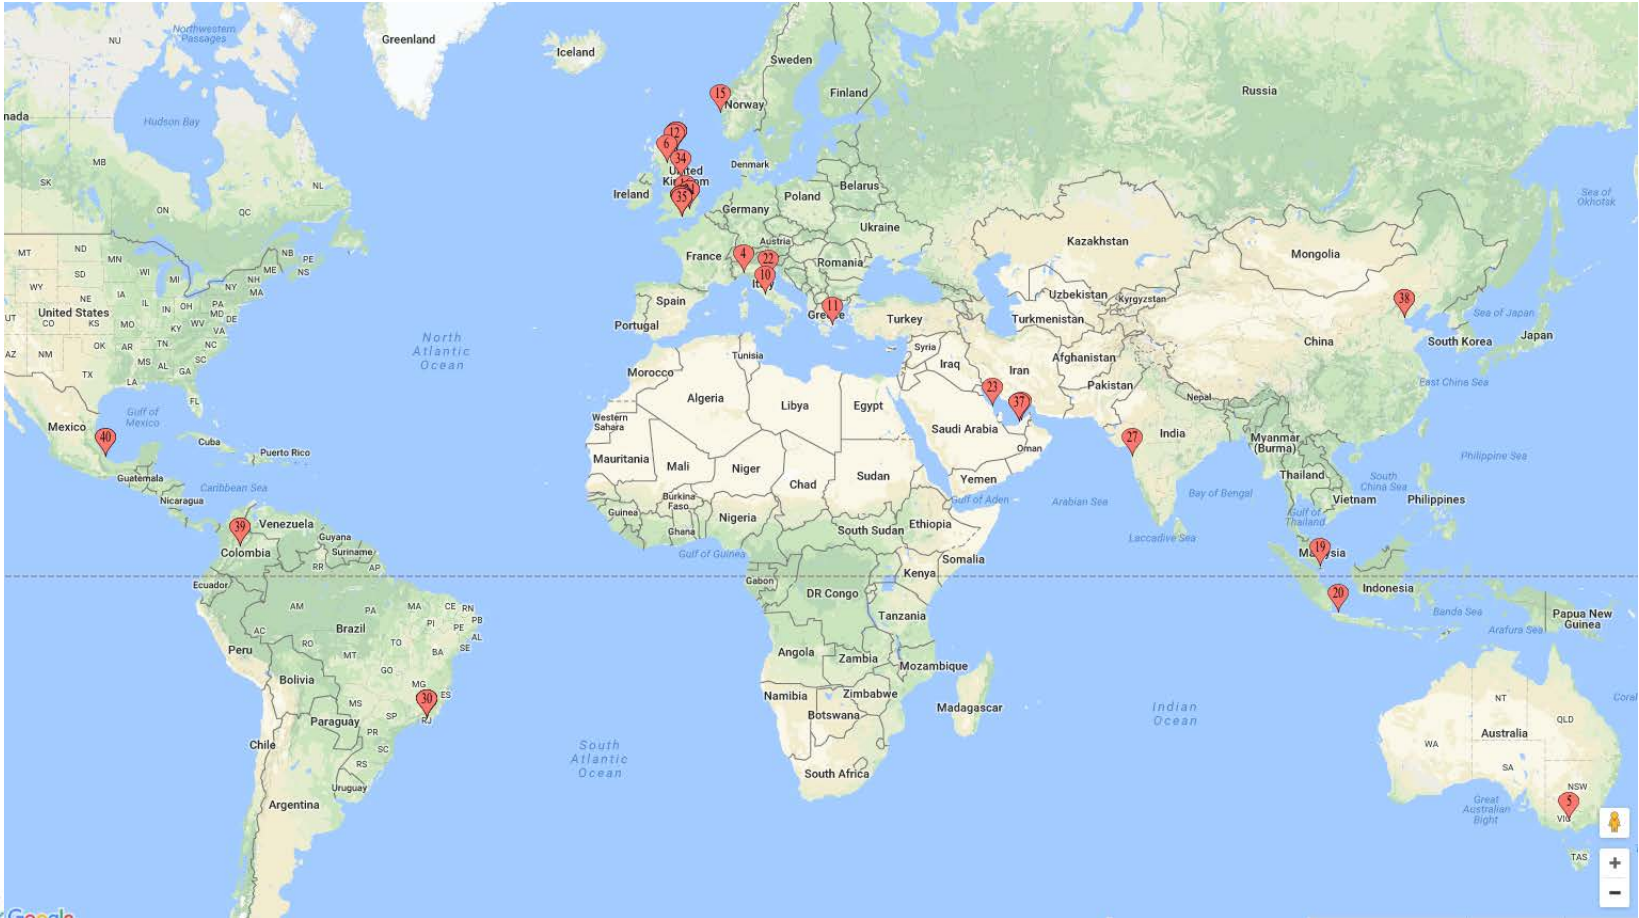 Northwestern
Passages
NU
Greenland
Iceland
Sweden
Finland
Norway
Russia
15
nada
Hudson Bay
12
6
34
United
Kingdom
Denmark
MB
SK
ON
QC
NL
Ireland
35
Poland
Belarus
Germany
Ukraine
Sea of
Okhotsk
Austria
France
4
22
10
Romania
Kazakhstan
Mongolia
MT
ND
MN
NB
PE
NS
ME
SD
WI
MI
NH
NY
MA
WY
IA
NE
IL
IN
OH
PA
MD
DE
United States
UT
CO
KS
MO
KY
WV
VA
Spain
Portugal
11
Greece
Turkey
Uzbekistan
Kyrgyzstan
Turkmenistan
38
Sea of Japan
Japan
South Korea
China
OK
AR
TN
NC
AZ
NM
MS
AL
SC
GA
TX
LA
FL
North
Atlantic
Ocean
Tunisia
Morocco
Syria
Iraq
Iran
Afghanistan
Pakistan
Nepal
East China Sea
Algeria
Libya
Egypt
23
37
Saudi Arabia
Oman
Western
Sahara
Gulf of
Mexico
Mexico
40
Cuba
Puerto Rico
Guatemala
Caribbean Sea
Nicaragua
Mauritania
Mali
Niger
Chad
Sudan
Yemen
Gulf of Aden
Arabian Sea
27
India
Bay of Bengal
Myanmar
(Burma)
Thailand
Vietnam
South
China Sea
Philippine Sea
Philippines
Gulf of
Thailand
Laccadive Sea
Burkina
Faso
Guinea
Ghana
Nigeria
South Sudan
Ethiopia
Somalia
Gulf of Guinea
39
Venezuela
Guyana
Suriname
Colombia
RR
AP
Ecuador
Gabon
Kenya
DR Congo
Tanzania
19
Malaysia
20
Indonesia
Banda Sea
Arafura Sea
Papua New
Guinea
AM
PA
MA
CE
RN
PB
PI
PE
AL
SE
AC
RO
Brazil
TO
BA
Peru
MT
GO
Bolivia
MG
ES
MS
SP
30
RJ
Paraguay
PR
SC
Chile
RS
Uruguay
Argentina
Angola
Zambia
Mozambique
Namibia
Zimbabwe
Botswana
Madagascar
South Africa
South
Atlantic
Ocean
Indian
Ocean
Coral
NT
QLD
Australia
WA
SA
NSW
5
VIC
Great
Australian
Bight
TAS
+
−
Google